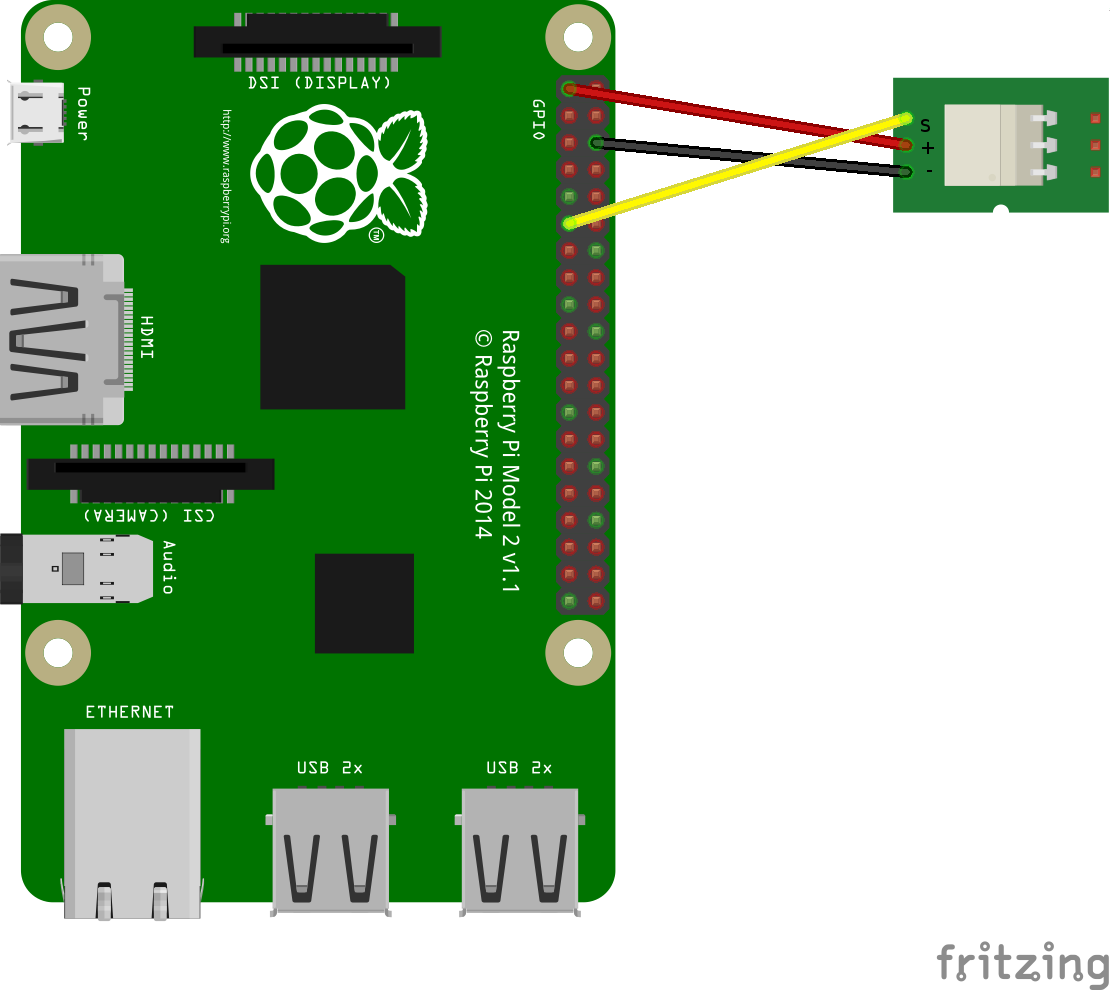 DSI (DISPLAY)
Power
http://www.raspberrypi.org
TM
GPIO
S
+
-
HDMI
Raspberry Pi Model 2 v1.1
© Raspberry Pi 2014
CSI (CAMERA)
Audio
ETHERNET
USB 2x
USB 2x
fritzing